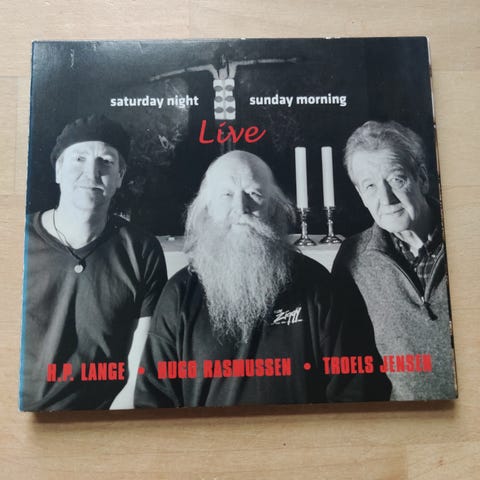 saturday night sunday morning
Live
H.P. LANGE • HUGO RASMUSSEN • TROELS JENSEN